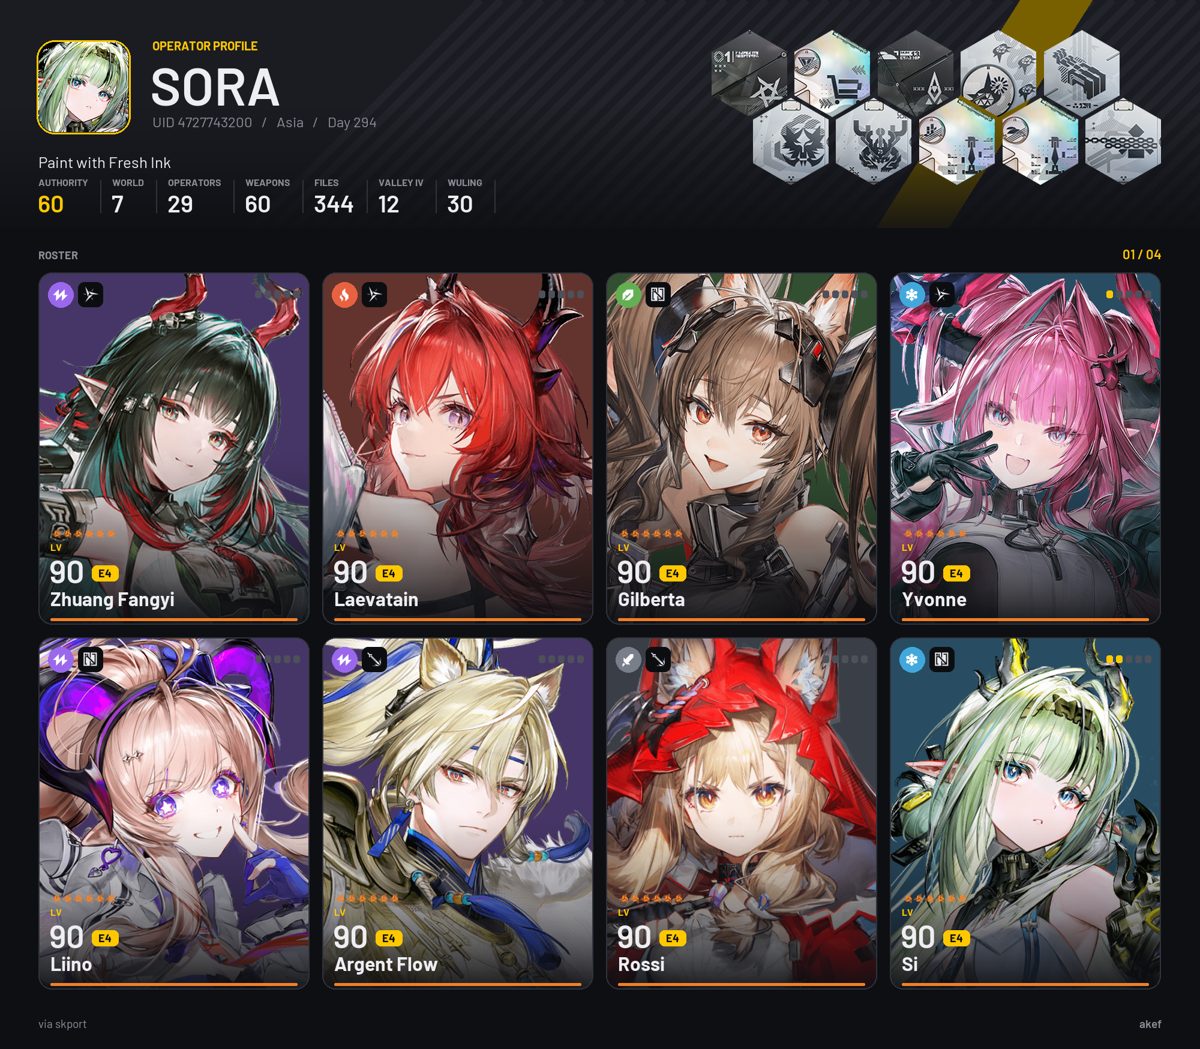 OPERATOR PROFILE
SORA
UID 4727743200 / Asia / Day 294
Paint with Fresh Ink
AUTHORITY WORLD OPERATORS WEAPONS FILES VALLEY IV WULING
60 7 29 60 344 12 30
ROSTER 01 / 04
LV LV LV LV
90 E4 90 E4 90 E4 90 E4
Zhuang Fangyi Laevatain Gilberta Yvonne
LV LV LV LV
90 E4 90 E4 90 E4 90 E4
Liino Argent Flow Rossi Si
via skport akef